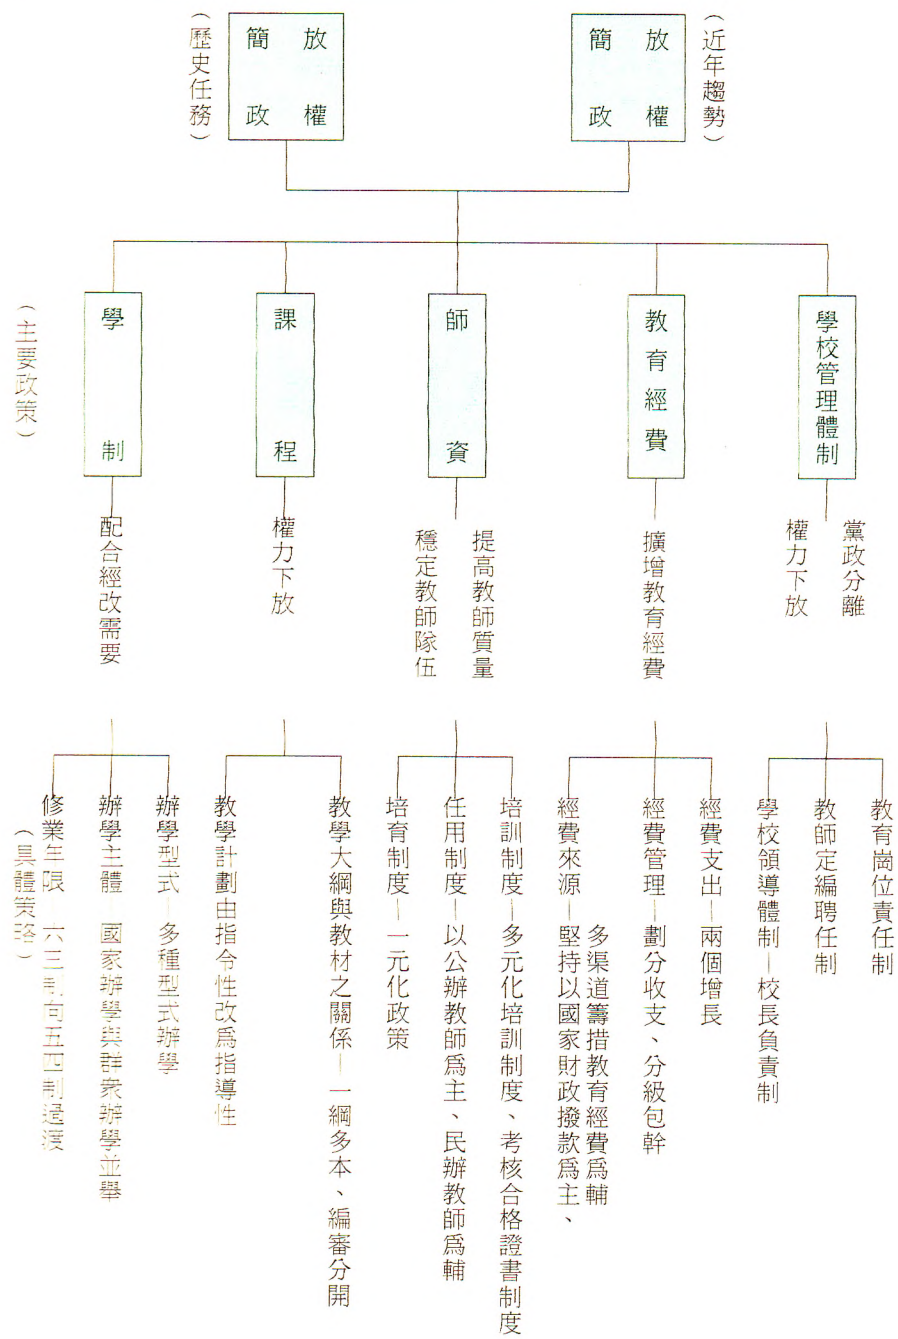 （近年趨勢）
放權
簡政
放權
簡政
（歷史任務）
學校管理體制
教育經費
師資
課程
學制
（主要政策）
黨政分離
權力下放
擴增教育經費
提高教師質量
穩定教師隊伍
權力下放
配合經改需要
教育崗位責任制
教師定編聘任制
學校領導體制—校長負責制
經費支出—兩個增長
經費管理—劃分收支、分級包幹
經費來源—堅持以國家財政撥款爲主、
多渠道籌措教育經費爲輔
培訓制度—多元化培訓制度、考核合格證書制度
任用制度—以公辦教師爲主、民辦教師爲輔
培育制度—一元化政策
教學大綱與教材之關係—一綱多本、編審分開
教學計劃由指令性改爲指導性
辦學型式—多種型式辦學
辦學主體—國家辦學與群衆辦學並舉
修業年限—六三制向五四制過渡
（具體策略）